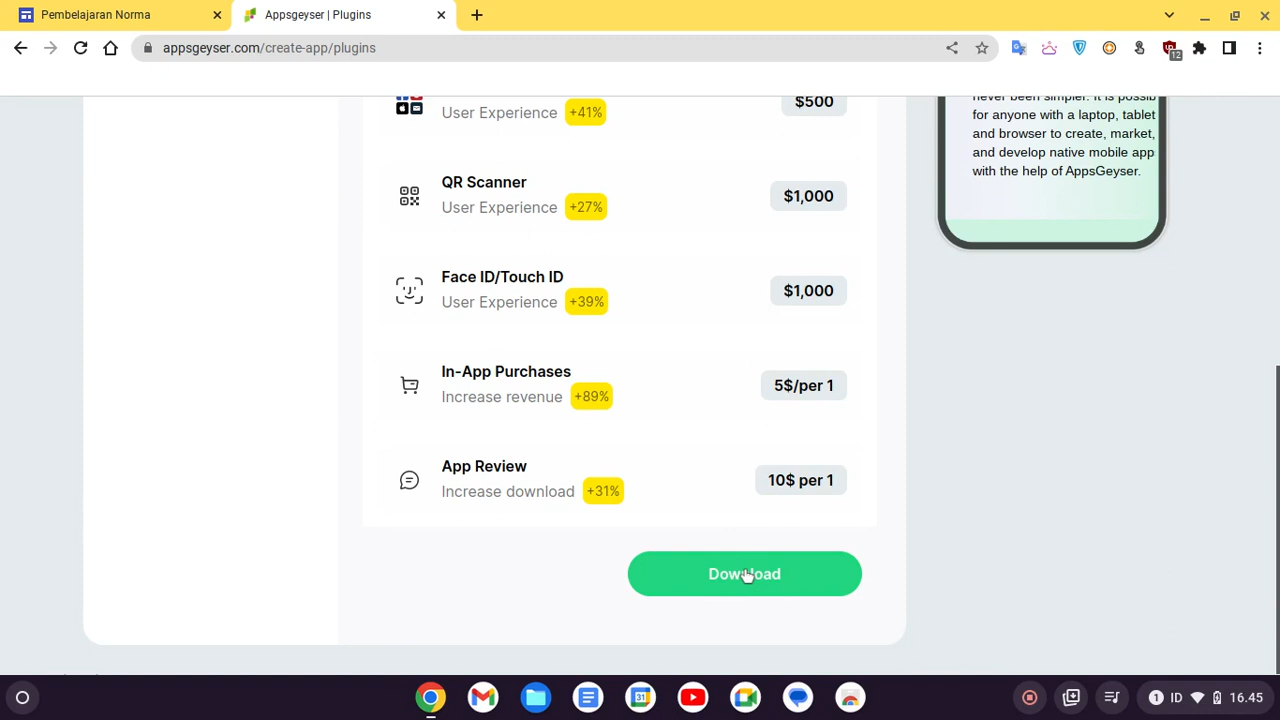 Pembelajaran Norma
Appsgeyser | Plugins
appsgeyser.com/create-app/plugins
12
User Experience +41%
$500
never been simpler. It is possib
for anyone with a laptop, tablet
and browser to create, market,
and develop native mobile app
with the help of AppsGeyser.
QR Scanner
User Experience +27%
$1,000
Face ID/Touch ID
User Experience +39%
$1,000
In-App Purchases
Increase revenue +89%
5$/per 1
App Review
Increase download +31%
10$ per 1
Download
31
1 ID 16.45